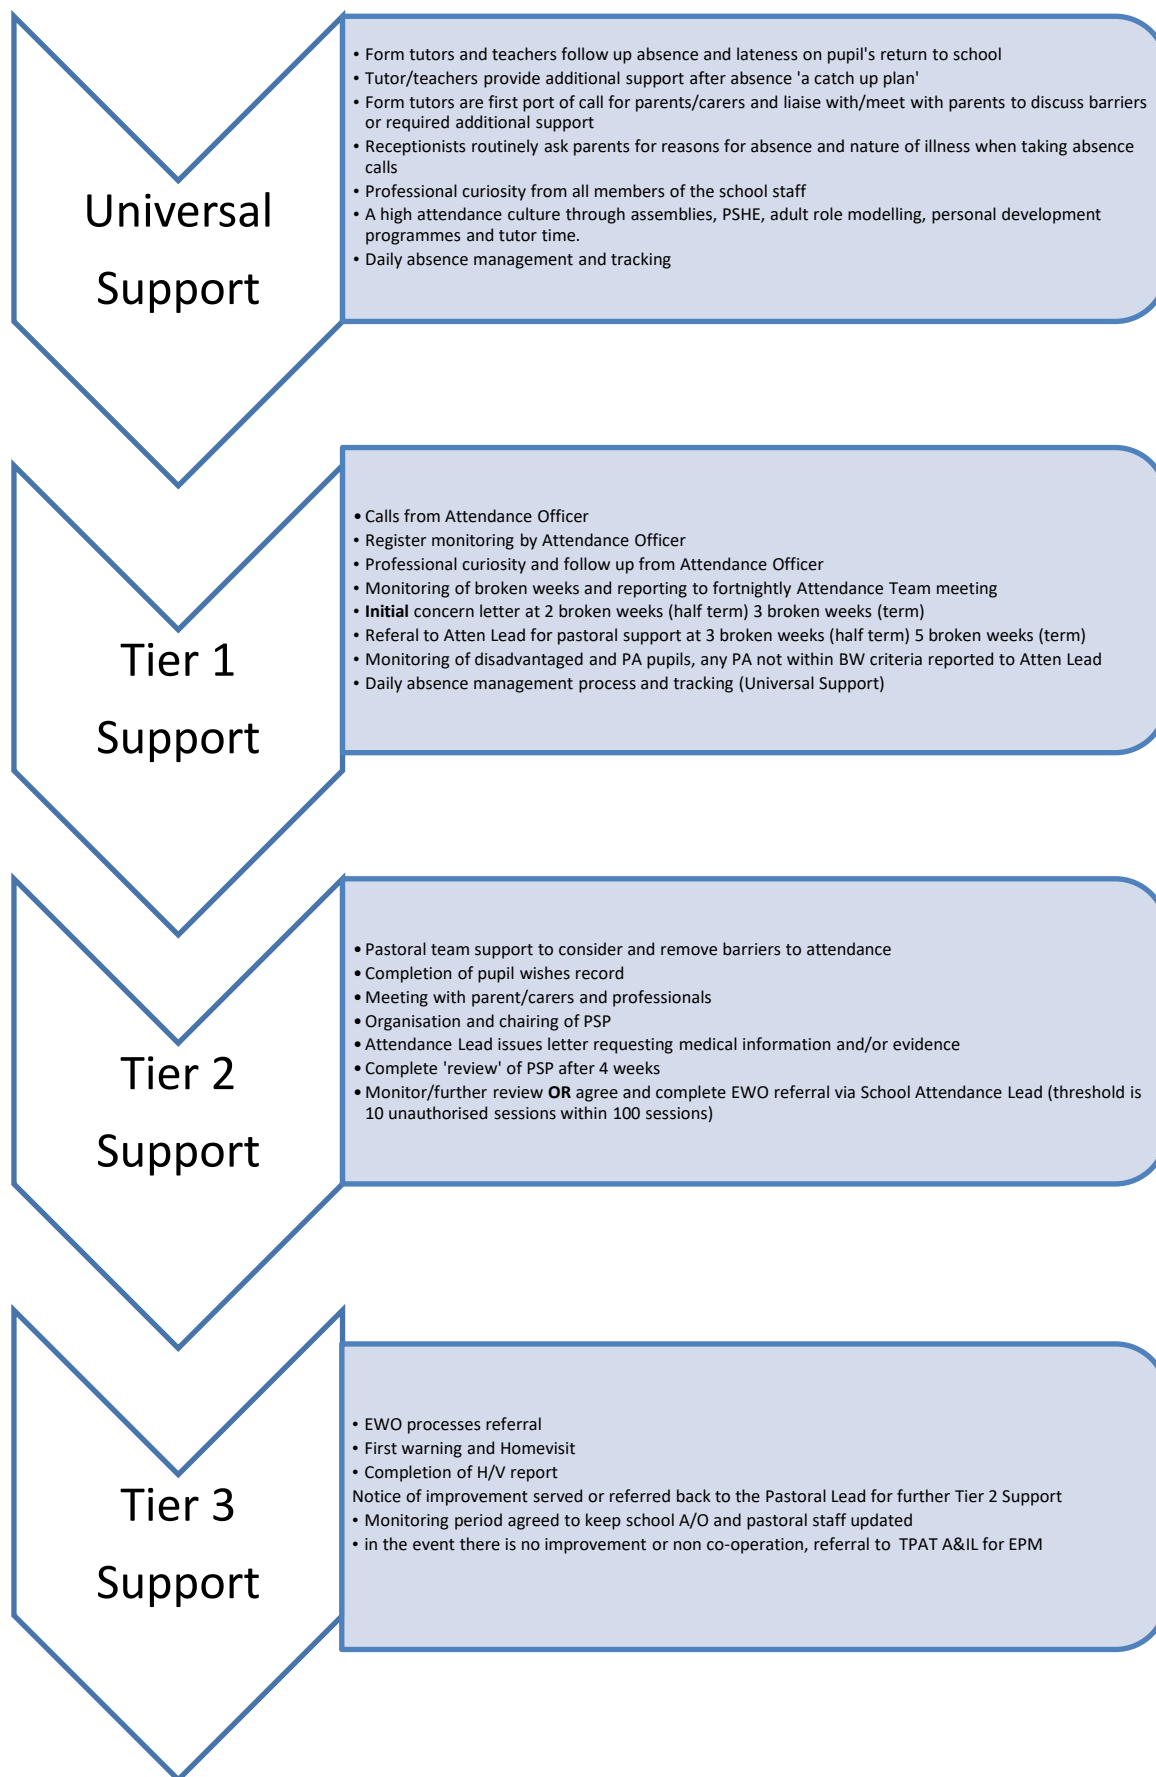 Universal
Support
• Form tutors and teachers follow up absence and lateness on pupil's return to school
• Tutor/teachers provide additional support after absence 'a catch up plan'
• Form tutors are first port of call for parents/carers and liaise with/meet with parents to discuss barriers
or required additional support
• Receptionists routinely ask parents for reasons for absence and nature of illness when taking absence
calls
• Professional curiosity from all members of the school staff
• A high attendance culture through assemblies, PSHE, adult role modelling, personal development
programmes and tutor time.
• Daily absence management and tracking
Tier 1
Support
• Calls from Attendance Officer
• Register monitoring by Attendance Officer
• Professional curiosity and follow up from Attendance Officer
• Monitoring of broken weeks and reporting to fortnightly Attendance Team meeting
• Initial concern letter at 2 broken weeks (half term) 3 broken weeks (term)
• Referal to Atten Lead for pastoral support at 3 broken weeks (half term) 5 broken weeks (term)
• Monitoring of disadvantaged and PA pupils, any PA not within BW criteria reported to Atten Lead
• Daily absence management process and tracking (Universal Support)
Tier 2
Support
• Pastoral team support to consider and remove barriers to attendance
• Completion of pupil wishes record
• Meeting with parent/carers and professionals
• Organisation and chairing of PSP
• Attendance Lead issues letter requesting medical information and/or evidence
• Complete 'review' of PSP after 4 weeks
• Monitor/further review OR agree and complete EWO referral via School Attendance Lead (threshold is
10 unauthorised sessions within 100 sessions)
Tier 3
Support
• EWO processes referral
• First warning and Homevisit
• Completion of H/V report
Notice of improvement served or referred back to the Pastoral Lead for further Tier 2 Support
• Monitoring period agreed to keep school A/O and pastoral staff updated
• in the event there is no improvement or non co-operation, referral to TPAT A&IL for EPM